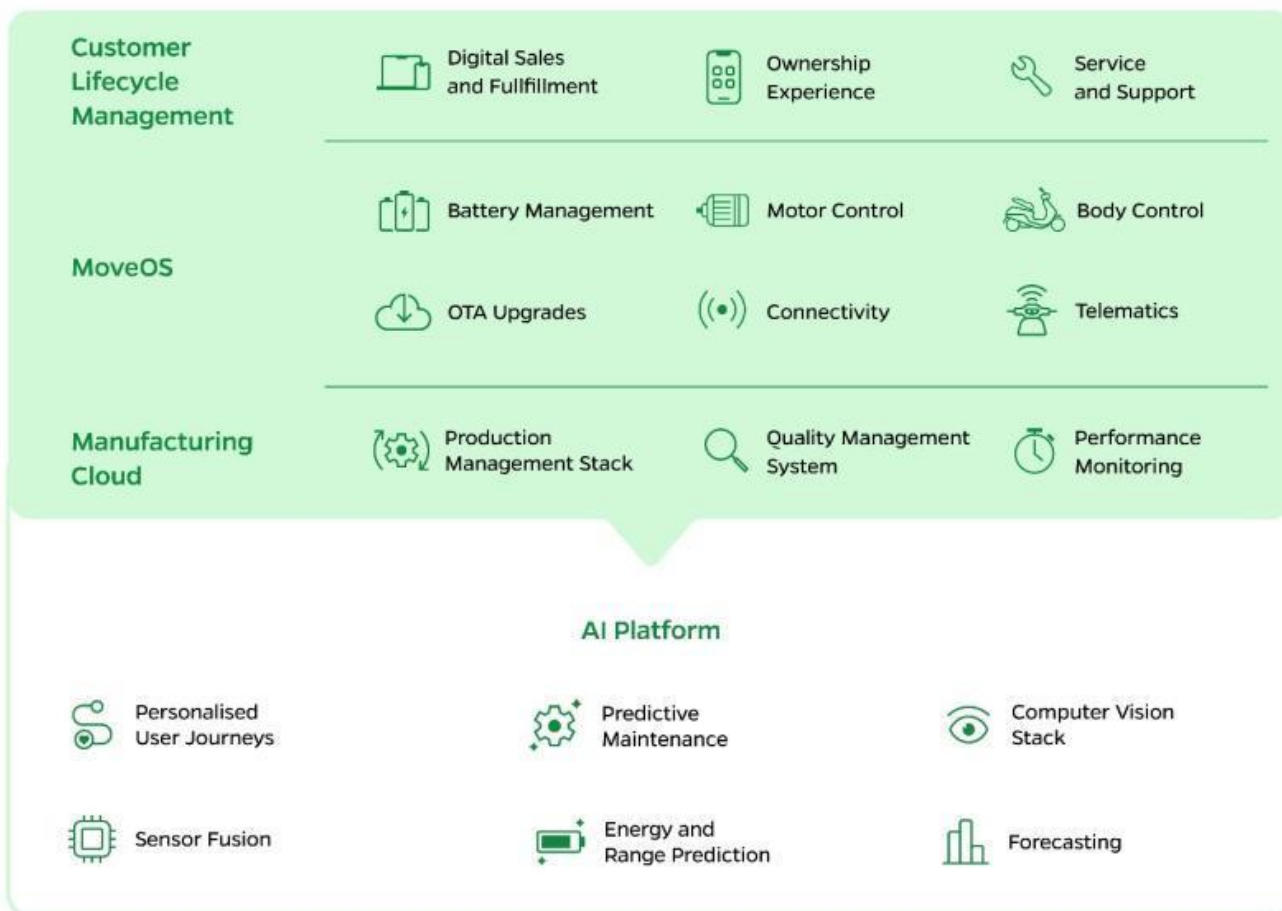 Customer
Lifecycle
Management
Digital Sales
and Fullfillment
Ownership
Experience
Service
and Support
MoveOS
Battery Management
Motor Control
Body Control
OTA Upgrades
Connectivity
Telematics
Manufacturing
Cloud
Production
Management Stack
Quality Management
System
Performance
Monitoring
AI Platform
Personalised
User Journeys
Predictive
Maintenance
Computer Vision
Stack
Sensor Fusion
Energy and
Range Prediction
Forecasting